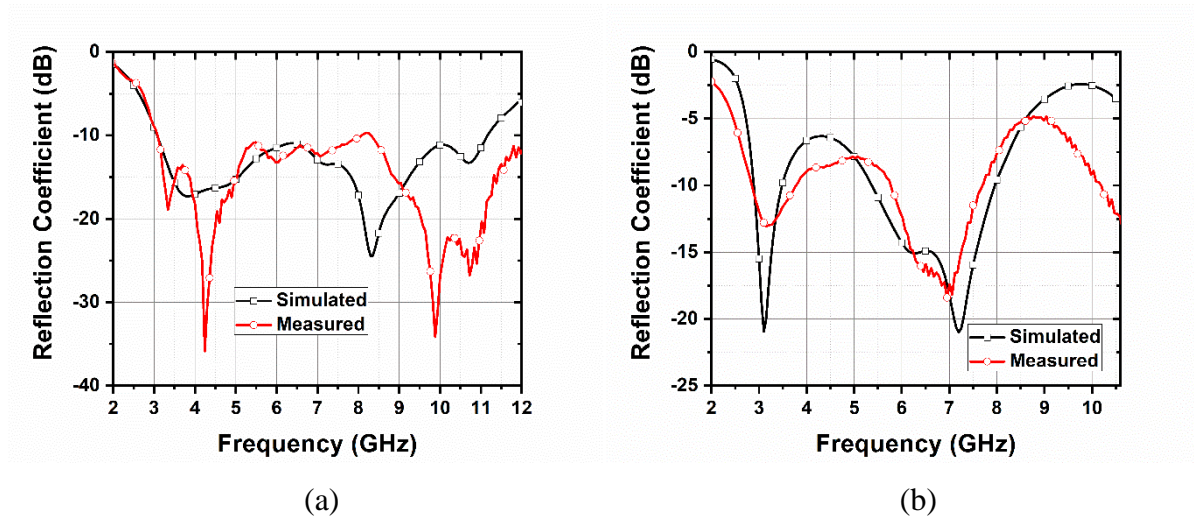 0
-10
-20
-30
-40
Reflection Coefficient (dB)
Simulated
Measured
2 3 4 5 6 7 8 9 10 11 12
Frequency (GHz)
(a)
0
-5
-10
-15
-20
-25
Reflection Coefficient (dB)
Simulated
Measured
2 3 4 5 6 7 8 9 10
Frequency (GHz)
(b)